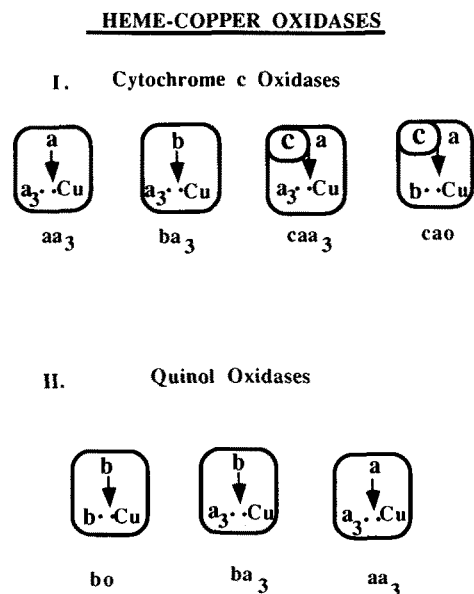 HEME-COPPER OXIDASES
I. Cytochrome c Oxidases
a b c a c a
a3··Cu a3··Cu a3··Cu b··Cu
aa3 ba3 caa3 cao
II. Quinol Oxidases
b b a
b··Cu a3··Cu a3··Cu
bo ba3 aa3